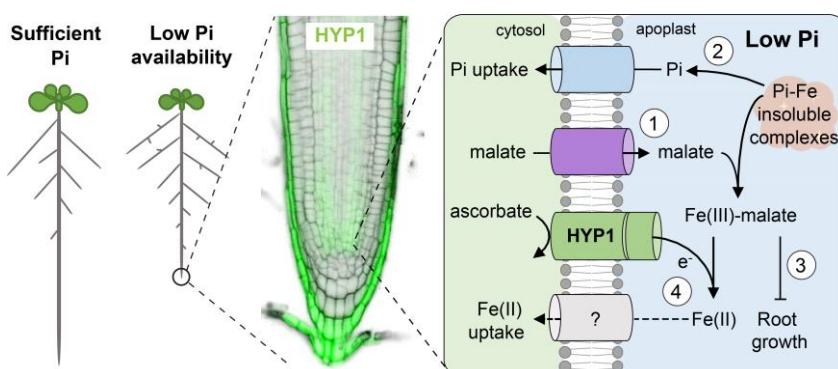 Sufficient
Pi
Low Pi
availability
HYP1
cytosol
apoplast
Low Pi
2
Pi uptake
Pi
Pi-Fe
insoluble
complexes
1
malate
malate
ascorbate
Fe(III)-malate
HYP1
e-
3
4
Fe(II)
uptake
?
Fe(II)
Root
growth